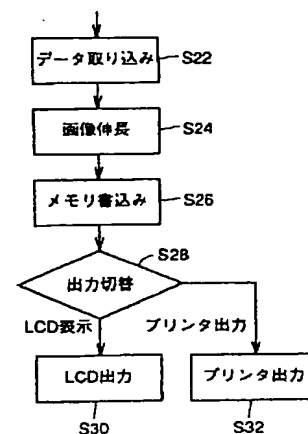 データ取り込み S22
画像伸長 S24
メモリ書込み S26
S28
出力切替
LCD表示 プリンタ出力
LCD出力 プリンタ出力
S30 S32